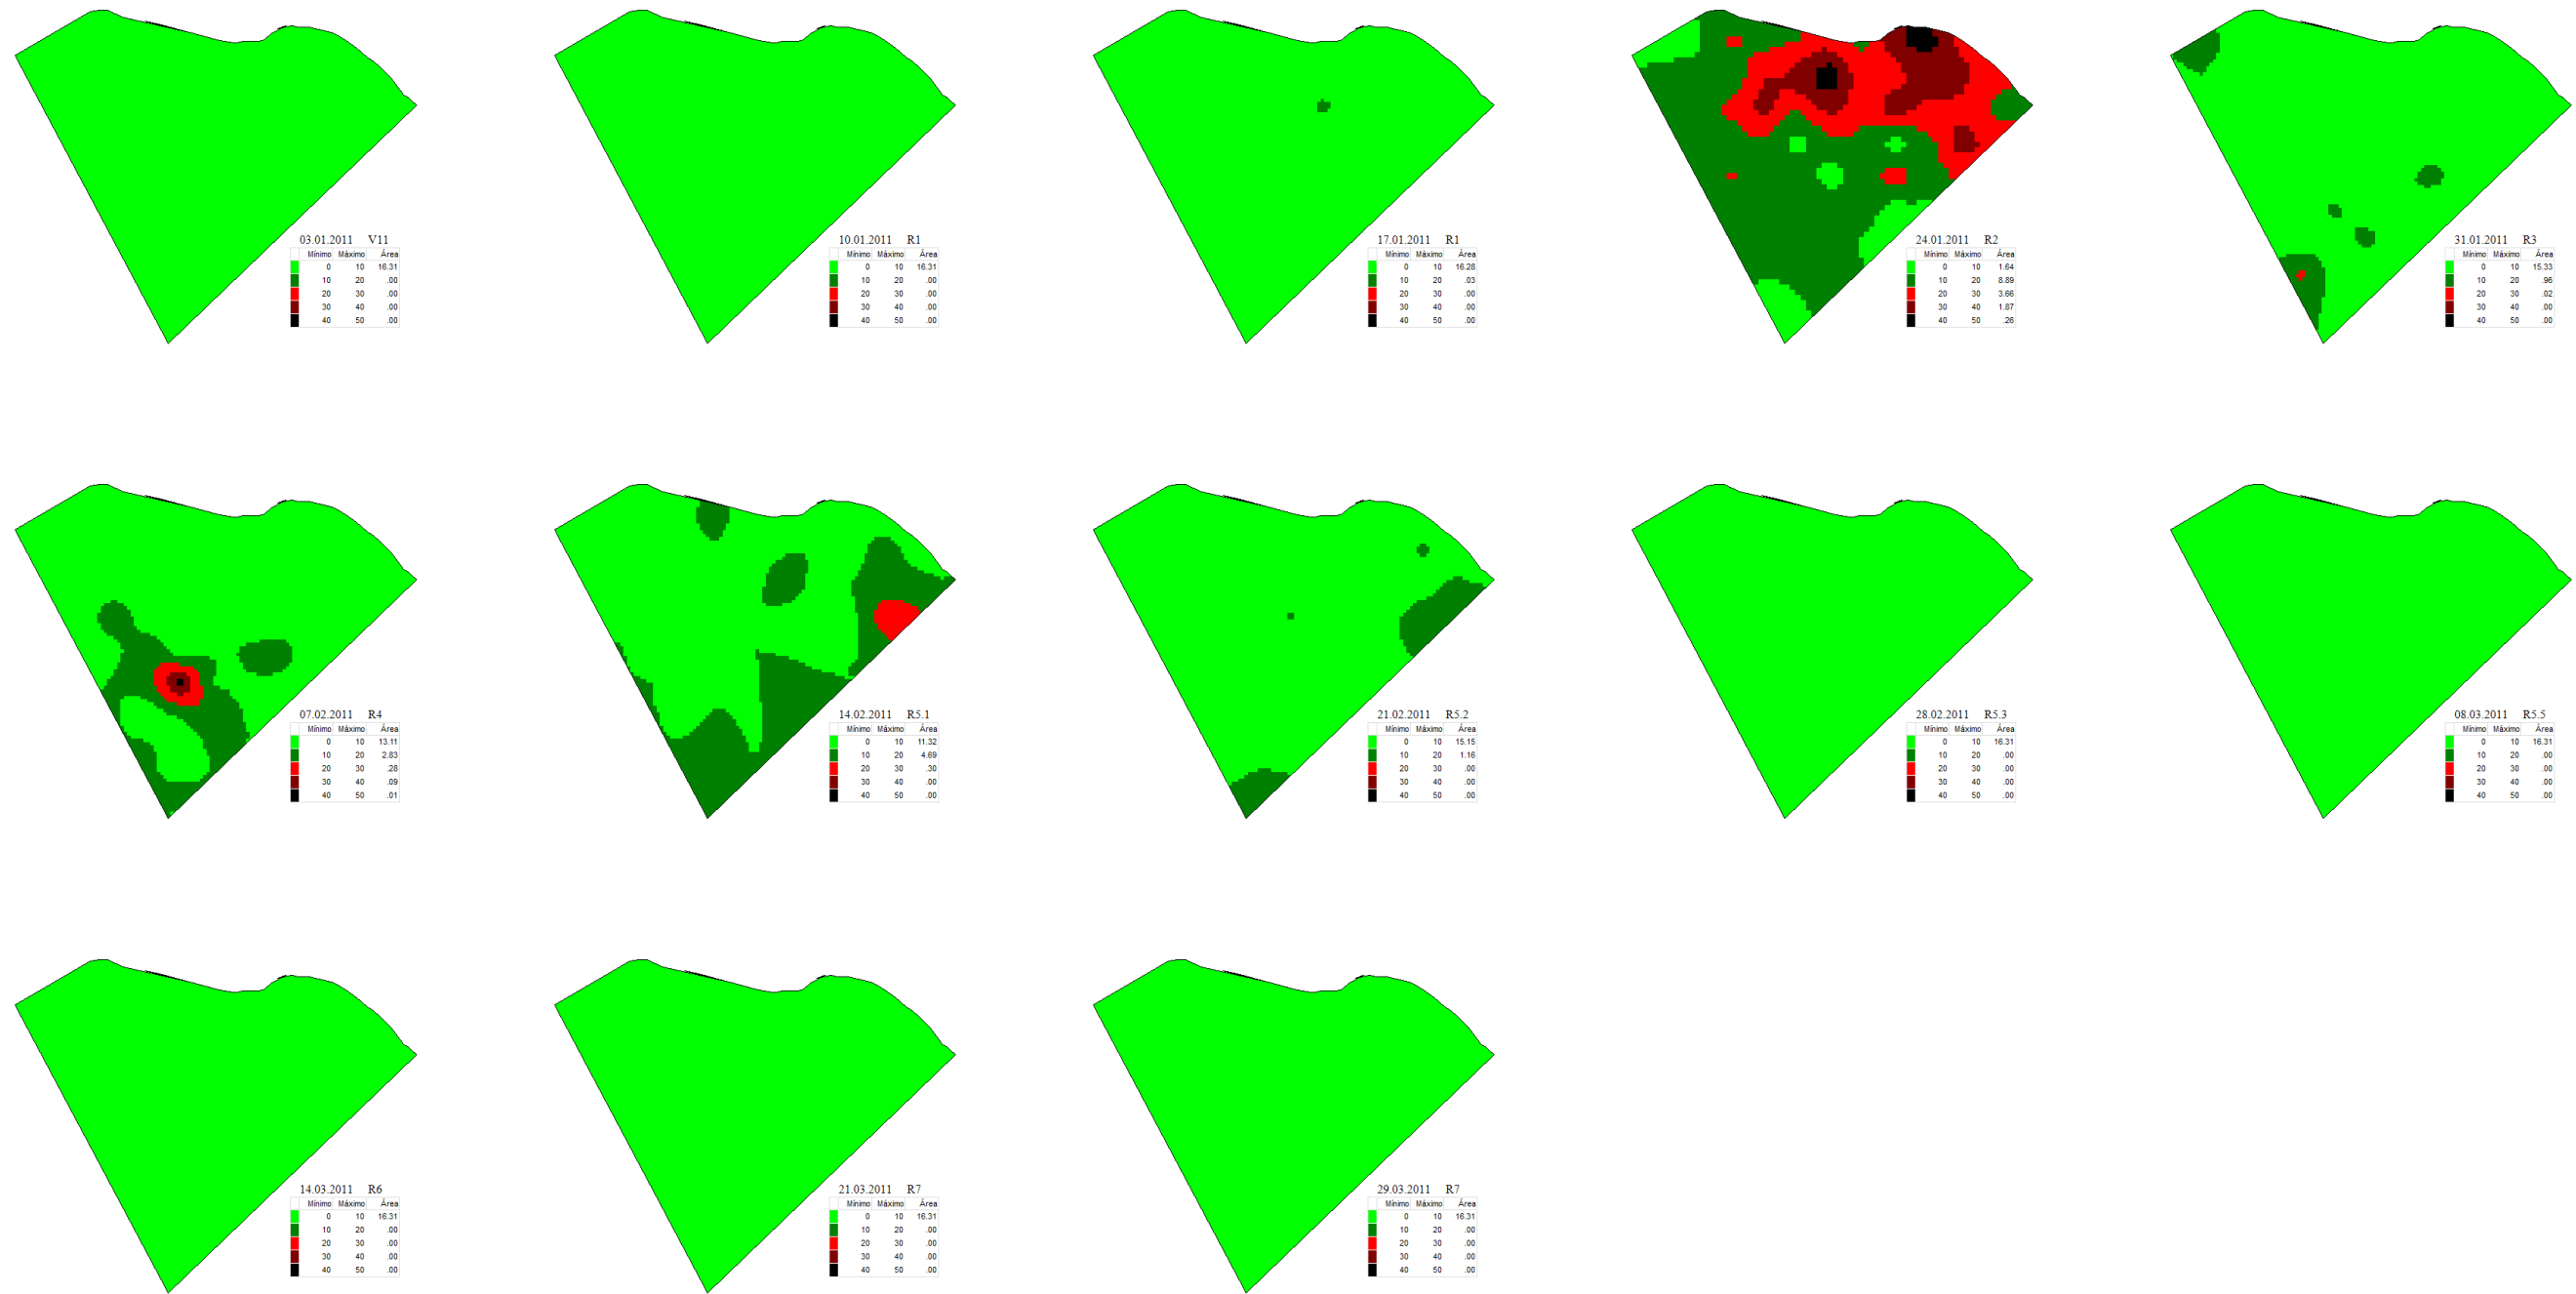 03.01.2011 V11
Mínimo Máximo Área
0 10 16.31
10 20 .00
20 30 .00
30 40 .00
40 50 .00
10.01.2011 R1
Mínimo Máximo Área
0 10 16.31
10 20 .00
20 30 .00
30 40 .00
40 50 .00
17.01.2011 R1
Mínimo Máximo Área
0 10 16.28
10 20 .03
20 30 .00
30 40 .00
40 50 .00
24.01.2011 R2
Mínimo Máximo Área
0 10 1.64
10 20 8.89
20 30 3.66
30 40 1.87
40 50 .26
31.01.2011 R3
Mínimo Máximo Área
0 10 15.33
10 20 .96
20 30 .02
30 40 .00
40 50 .00
07.02.2011 R4
Mínimo Máximo Área
0 10 13.11
10 20 2.83
20 30 .28
30 40 .09
40 50 .01
14.02.2011 R5.1
Mínimo Máximo Área
0 10 11.32
10 20 4.69
20 30 .30
30 40 .00
40 50 .00
21.02.2011 R5.2
Mínimo Máximo Área
0 10 15.15
10 20 1.16
20 30 .00
30 40 .00
40 50 .00
28.02.2011 R5.3
Mínimo Máximo Área
0 10 16.31
10 20 .00
20 30 .00
30 40 .00
40 50 .00
08.03.2011 R5.5
Mínimo Máximo Área
0 10 16.31
10 20 .00
20 30 .00
30 40 .00
40 50 .00
14.03.2011 R6
Mínimo Máximo Área
0 10 16.31
10 20 .00
20 30 .00
30 40 .00
40 50 .00
21.03.2011 R7
Mínimo Máximo Área
0 10 16.31
10 20 .00
20 30 .00
30 40 .00
40 50 .00
29.03.2011 R7
Mínimo Máximo Área
0 10 16.31
10 20 .00
20 30 .00
30 40 .00
40 50 .00